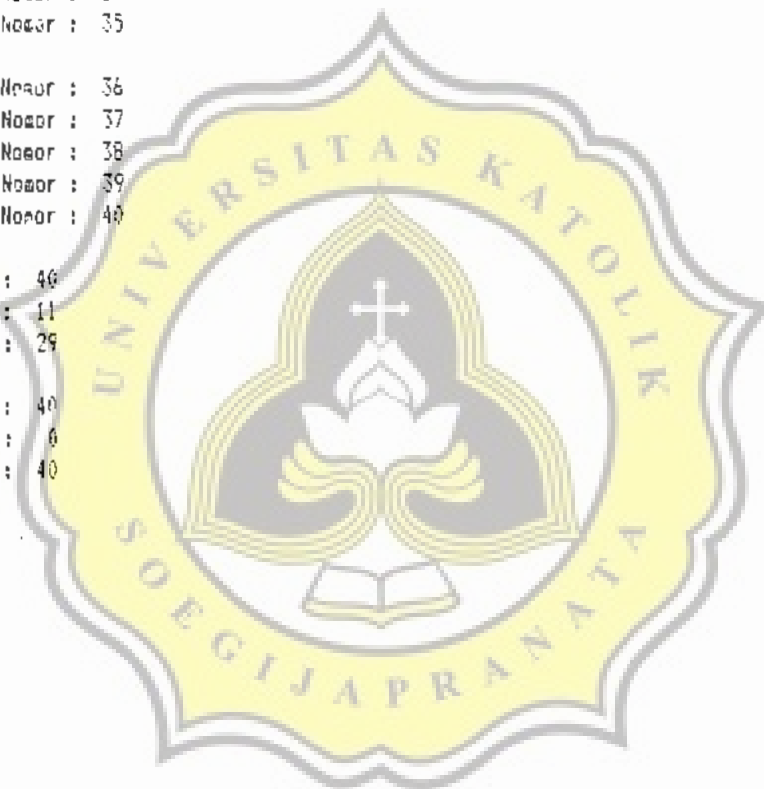 Nomor : 35
Nomor : 36
Nomor : 37
Nomor : 38
Nomor : 39
Nomor : 40
: 40
: 11
: 29
: 40
: 0
: 40
UNIVERSITAS KATOLIK
SOEGIJAPRANATA